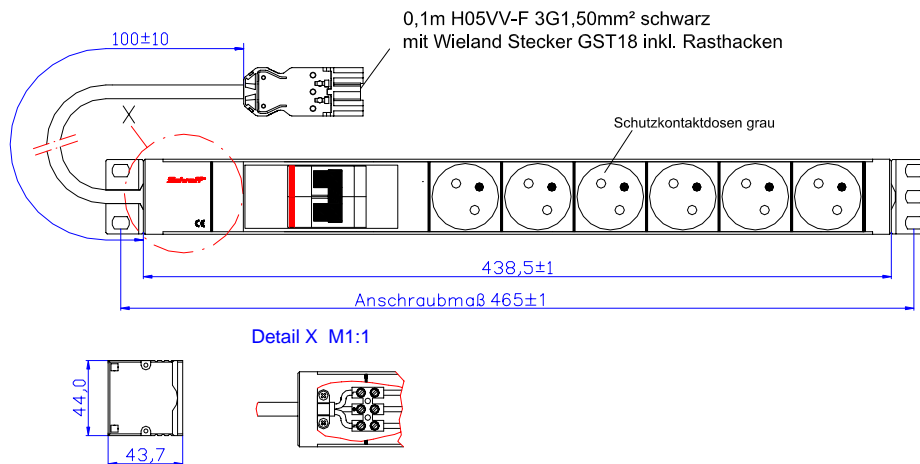 0,1m H05VV-F 3G1,50mm² schwarz
mit Wieland Stecker GST18 inkl. Rasthacken
100±10
X
Schutzkontaktdosen grau
Schroff
CE
438,5±1
Anschraubmaß 465±1
Detail X M1:1
44,0
43,7